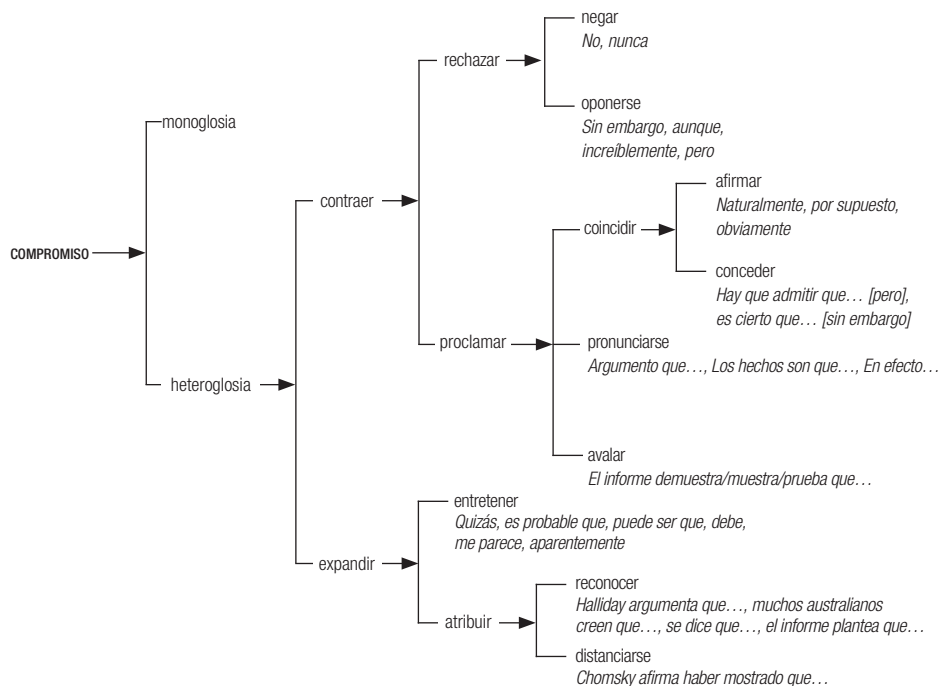 negar
No, nunca
rechazar
oponerse
Sin embargo, aunque,
increíblemente, pero
monoglosia
afirmar
Naturalmente, por supuesto,
obviamente
contraer
coincidir
COMPROMISO
conceder
Hay que admitir que… [pero],
es cierto que… [sin embargo]
proclamar
pronunciarse
Argumento que…, Los hechos son que…, En efecto…
heteroglosia
avalar
El informe demuestra/muestra/prueba que…
entretener
Quizás, es probable que, puede ser que, debe,
me parece, aparentemente
expandir
reconocer
Halliday argumenta que…, muchos australianos
creen que…, se dice que…, el informe plantea que…
atribuir
distanciarse
Chomsky afirma haber mostrado que…